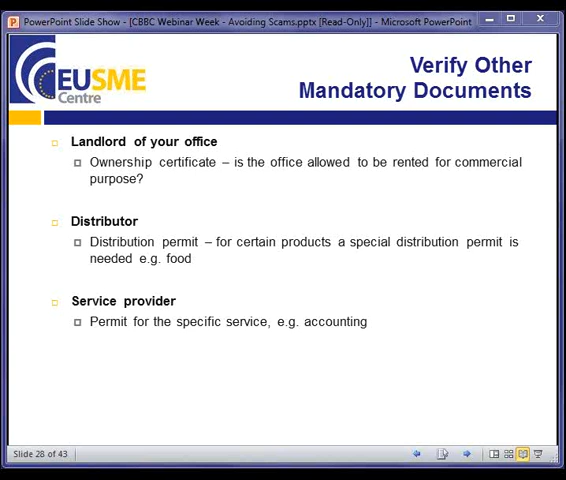 PowerPoint Slide Show - [CBBC Webinar Week - Avoiding Scams.pptx [Read-Only]] - Microsoft PowerPoint
EUSME
Centre
Verify Other
Mandatory Documents
Landlord of your office
Ownership certificate – is the office allowed to be rented for commercial
purpose?
Distributor
Distribution permit – for certain products a special distribution permit is
needed e.g. food
Service provider
Permit for the specific service, e.g. accounting
Slide 28 of 43